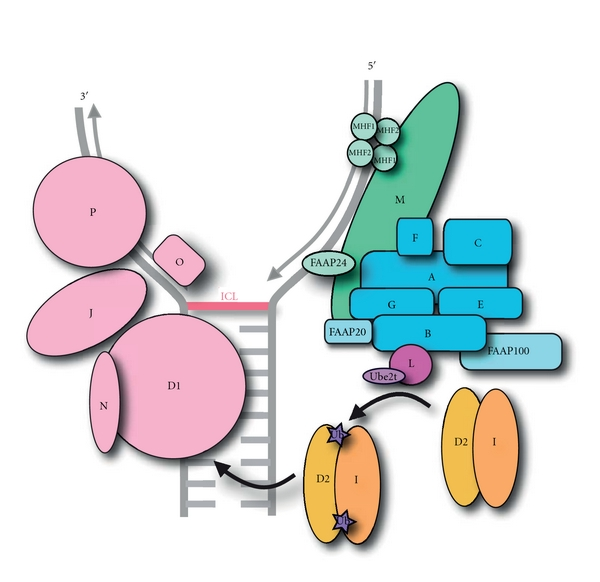 5′
3′
MHF1
MHF2
MHF2
MHF1
M
P
F
C
O
FAAP24
A
ICL
G
E
J
FAAP20
B
FAAP100
L
Ube2t
D1
N
D2
I
D2
I